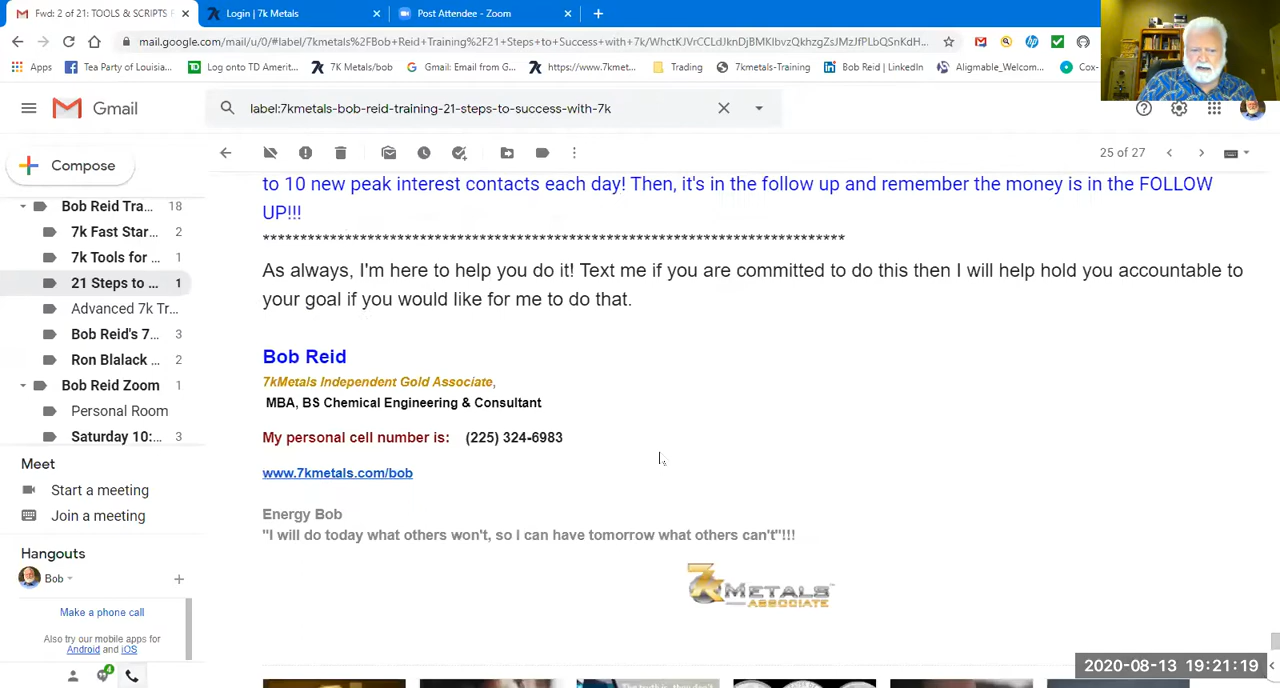 Fwd: 2 of 21: TOOLS & SCRIPTS F
Login | 7k Metals
Post Attendee - Zoom
mail.google.com/mail/u/0/#label/7kmetals%2FBob Reid Training%2F21+Steps+to+Success+with+7k/WhctKJVrCCLdJknDjBMKlbvzQkhzgZsJMzJfPLbQSnKdH...
Apps
Tea Party of Louisia...
Log onto TD Amerit...
7K Metals/bob
Gmail: Email from G...
https://www.7kmet...
Trading
7kmetals-Training
Bob Reid | LinkedIn
Alignable_Welcom...
Cox-
Gmail
label:7kmetals-bob-reid-training-21-steps-to-success-with-7k
Compose
25 of 27
Bob Reid Tra... 18
7k Fast Star... 2
7k Tools for ... 1
21 Steps to ... 1
Advanced 7k Tr...
Bob Reid's 7... 3
Ron Blalack ... 2
Bob Reid Zoom 1
Personal Room
Saturday 10:... 3
Meet
Start a meeting
Join a meeting
Hangouts
Bob
Make a phone call
Also try our mobile apps for
Android and iOS
4
to 10 new peak interest contacts each day! Then, it's in the follow up and remember the money is in the FOLLOW
UP!!!
******************************************************************************
As always, I'm here to help you do it! Text me if you are committed to do this then I will help hold you accountable to
your goal if you would like for me to do that.
Bob Reid
7kMetals Independent Gold Associate,
MBA, BS Chemical Engineering & Consultant
My personal cell number is: (225) 324-6983
www.7kmetals.com/bob
Energy Bob
"I will do today what others won't, so I can have tomorrow what others can't"!!!
7K METALS
ASSOCIATE
2020-08-13 19:21:19